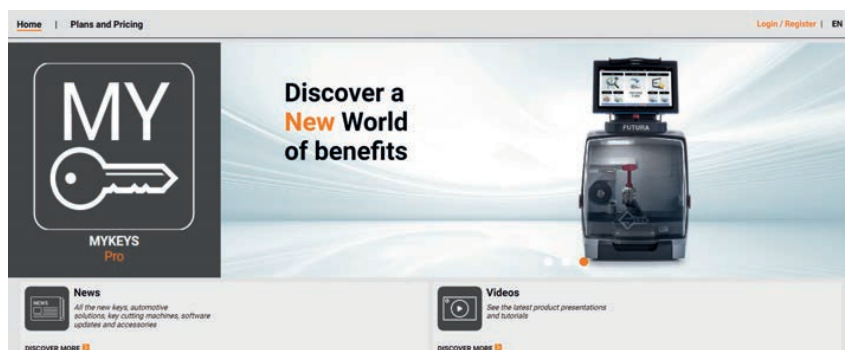 Home | Plans and Pricing
Login / Register | EN
MY
MYKEYS
Pro
Discover a
New World
of benefits
FUTURA
News
All the new keys, automotive
solutions, key cutting machines, software
updates and accessories
DISCOVER MORE
NEWS
Videos
See the latest product presentations
and tutorials
DISCOVER MORE